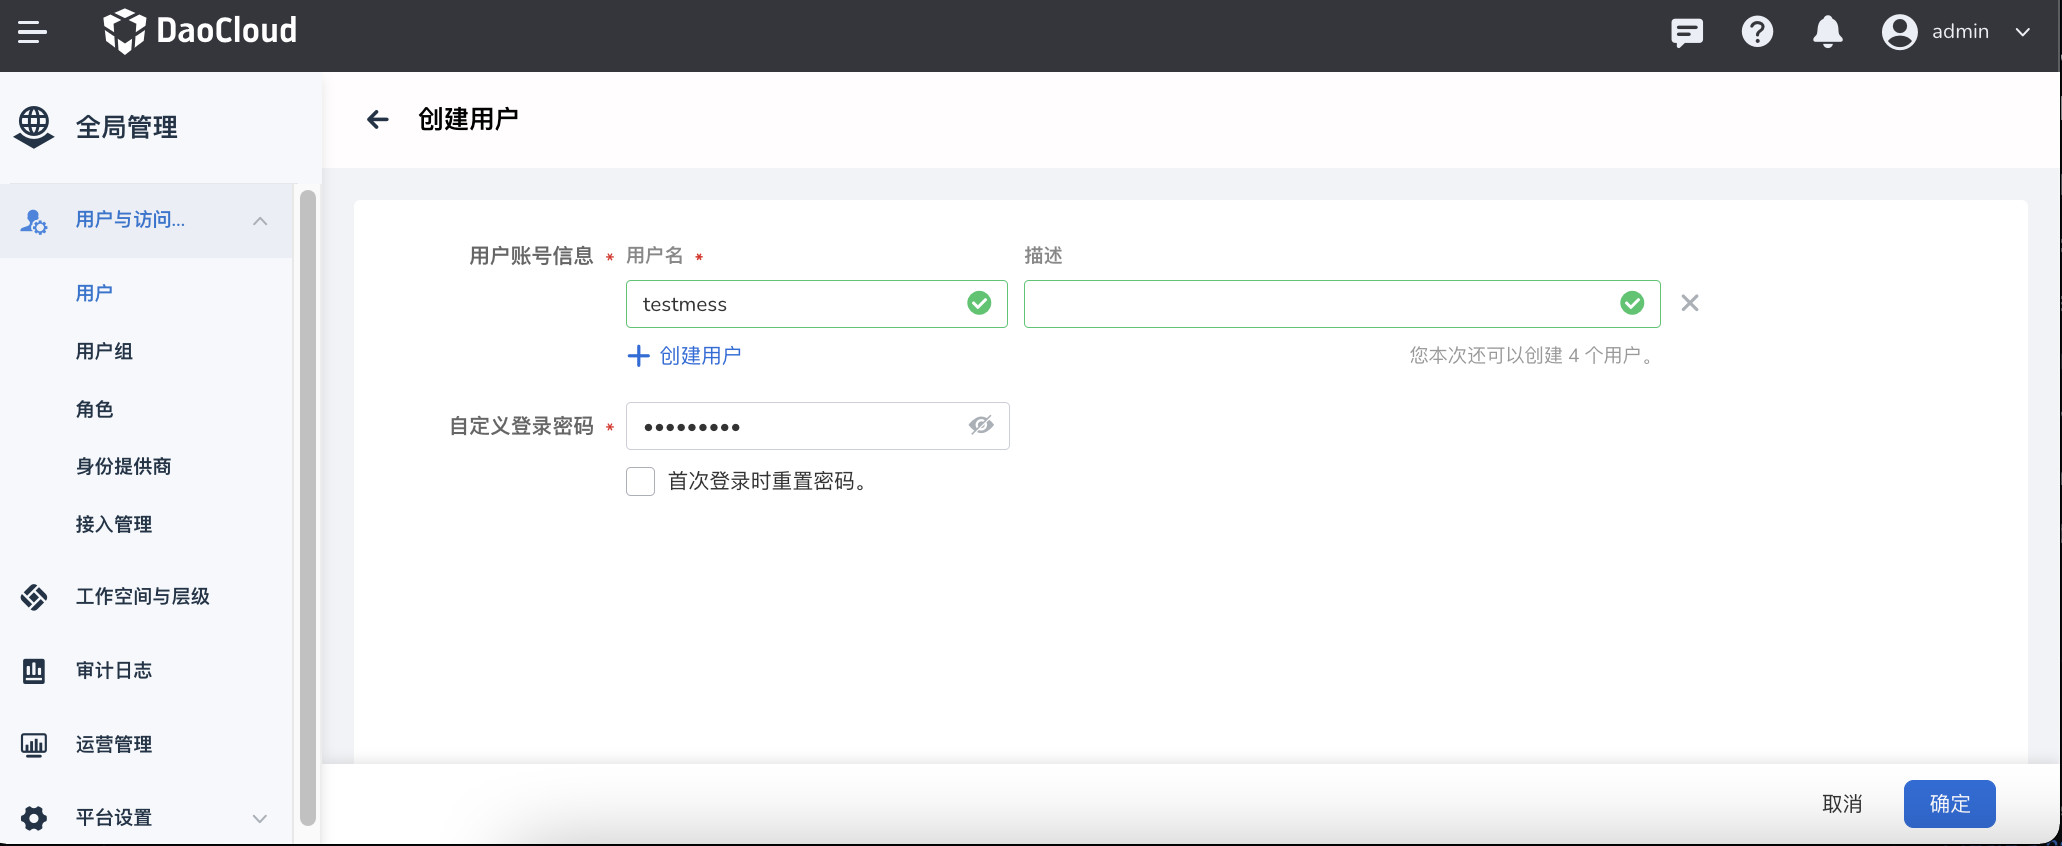 DaoCloud
admin
全局管理
创建用户
用户与访问...
用户
用户组
角色
身份提供商
接入管理
工作空间与层级
审计日志
运营管理
平台设置
用户账号信息 * 用户名 * 描述
testmess
创建用户 您本次还可以创建 4 个用户。
自定义登录密码 * •••••••••
首次登录时重置密码。
取消 确定